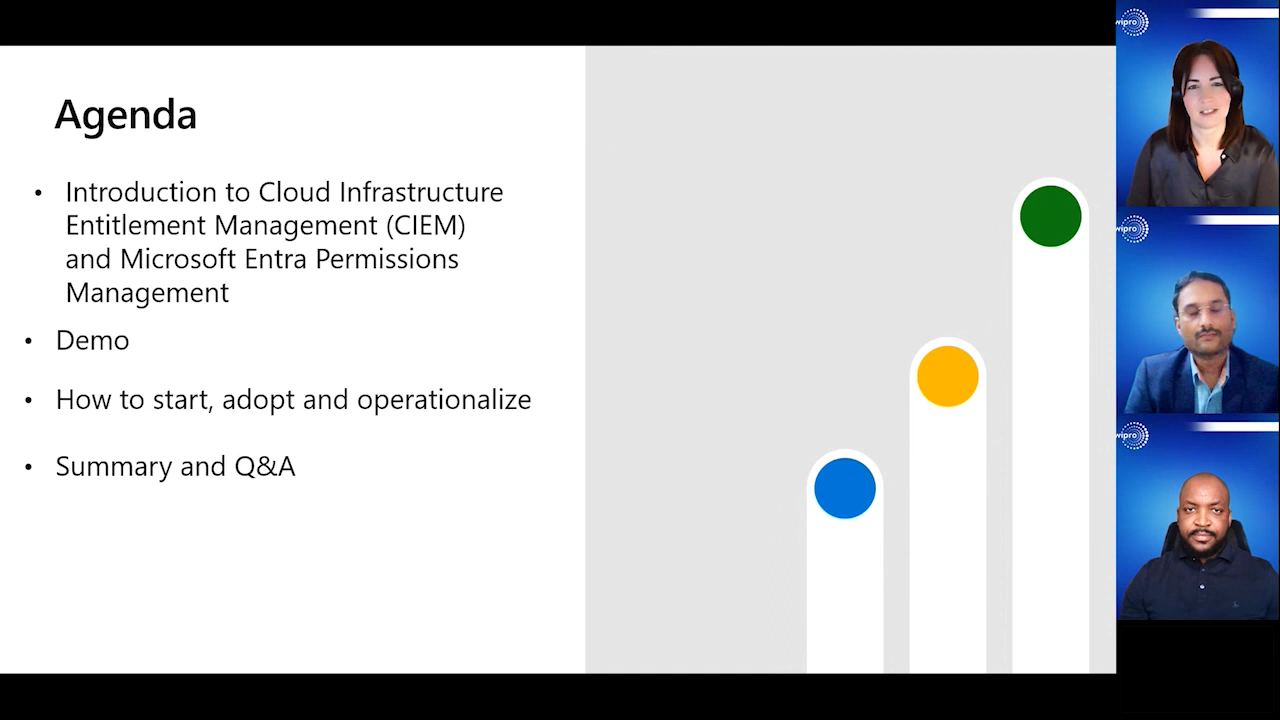 Agenda
• Introduction to Cloud Infrastructure
Entitlement Management (CIEM)
and Microsoft Entra Permissions
Management
• Demo
• How to start, adopt and operationalize
• Summary and Q&A
wipro
wipro
wipro